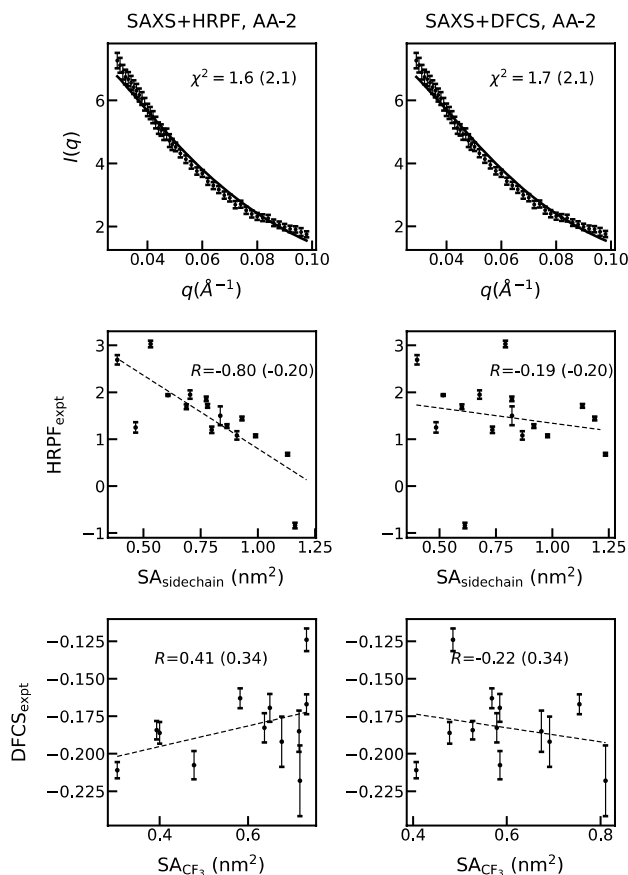 SAXS+HRPF, AA-2
SAXS+DFCS, AA-2
χ² = 1.6 (2.1)
6
4
2
I(q)
0.04 0.06 0.08 0.10
q(Å⁻¹)
χ² = 1.7 (2.1)
6
4
2
0.04 0.06 0.08 0.10
q(Å⁻¹)
R=-0.80 (-0.20)
3
2
1
0
−1
HRPFexpt
0.50 0.75 1.00 1.25
SAsidechain (nm²)
R=-0.19 (-0.20)
3
2
1
0
−1
0.50 0.75 1.00 1.25
SAsidechain (nm²)
R=0.41 (0.34)
−0.125
−0.150
−0.175
−0.200
−0.225
DFCSexpt
0.4 0.6
SACF₃ (nm²)
R=-0.22 (0.34)
−0.125
−0.150
−0.175
−0.200
−0.225
0.4 0.6 0.8
SACF₃ (nm²)